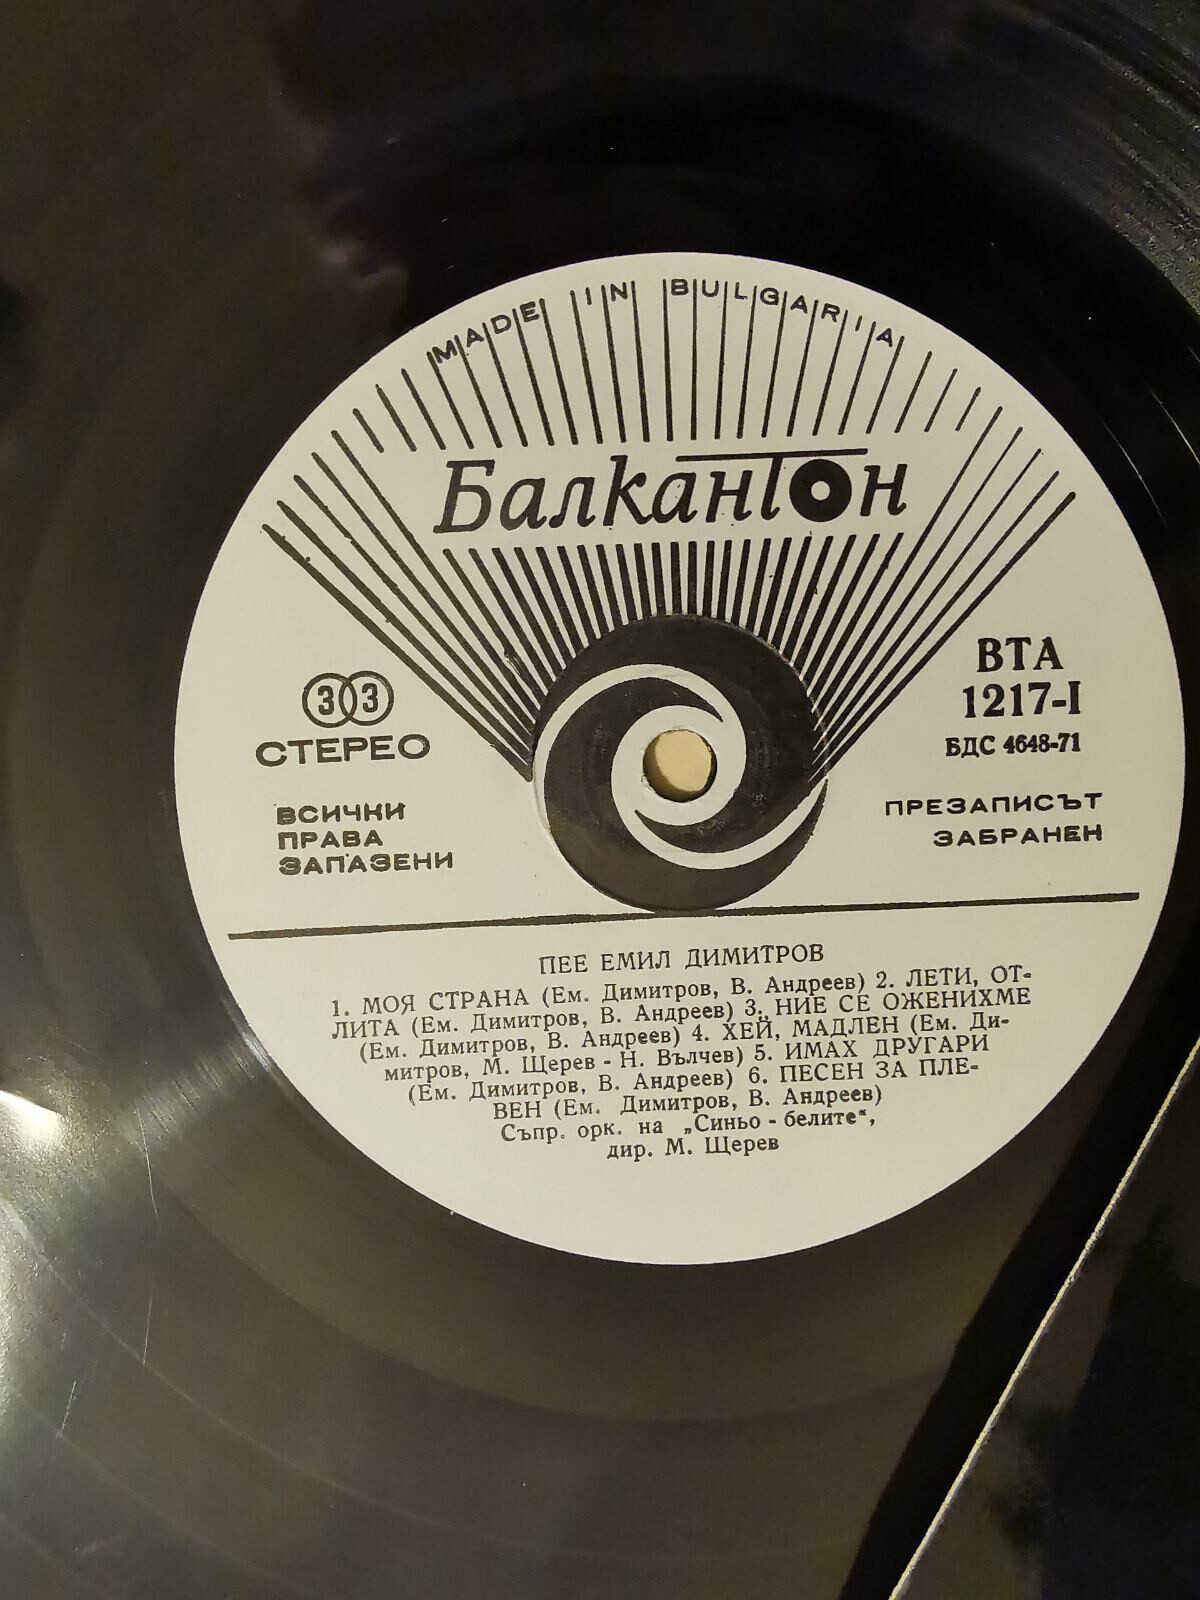 MADE IN BULGARIA
Балкантон
33
СТЕРЕО
ВСИЧКИ
ПРАВА
ЗАПАЗЕНИ
ВТА
1217-I
БДС 4648-71
ПРЕЗАПИСЪТ
ЗАБРАНЕН
ПЕЕ ЕМИЛ ДИМИТРОВ
1. МОЯ СТРАНА (Ем. Димитров, В. Андреев) 2. ЛЕТИ, ОТ-
ЛИТА (Ем. Димитров, В. Андреев) 3. НИЕ СЕ ОЖЕНИХМЕ
(Ем. Димитров, В. Андреев) 4. ХЕЙ, МАДЛЕН (Ем. Ди-
митров, М. Щерев - Н. Вълчев) 5. ИМАХ ДРУГАРИ
(Ем. Димитров, В. Андреев) 6. ПЕСЕН ЗА ПЛЕ-
ВЕН (Ем. Димитров, В. Андреев)
Съпр. орк. на „Синьо - белите“,
дир. М. Щерев